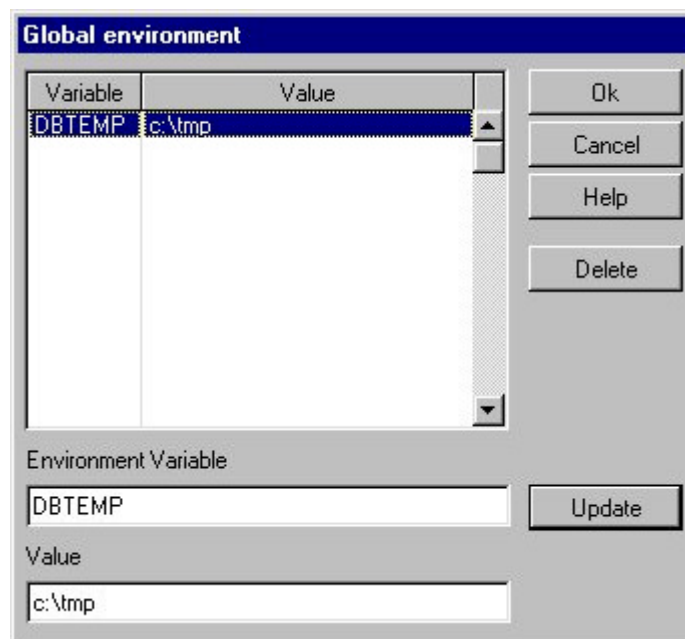 Global environment
Variable Value
DBTEMP c:\tmp
Ok
Cancel
Help
Delete
Environment Variable
DBTEMP
Update
Value
c:\tmp